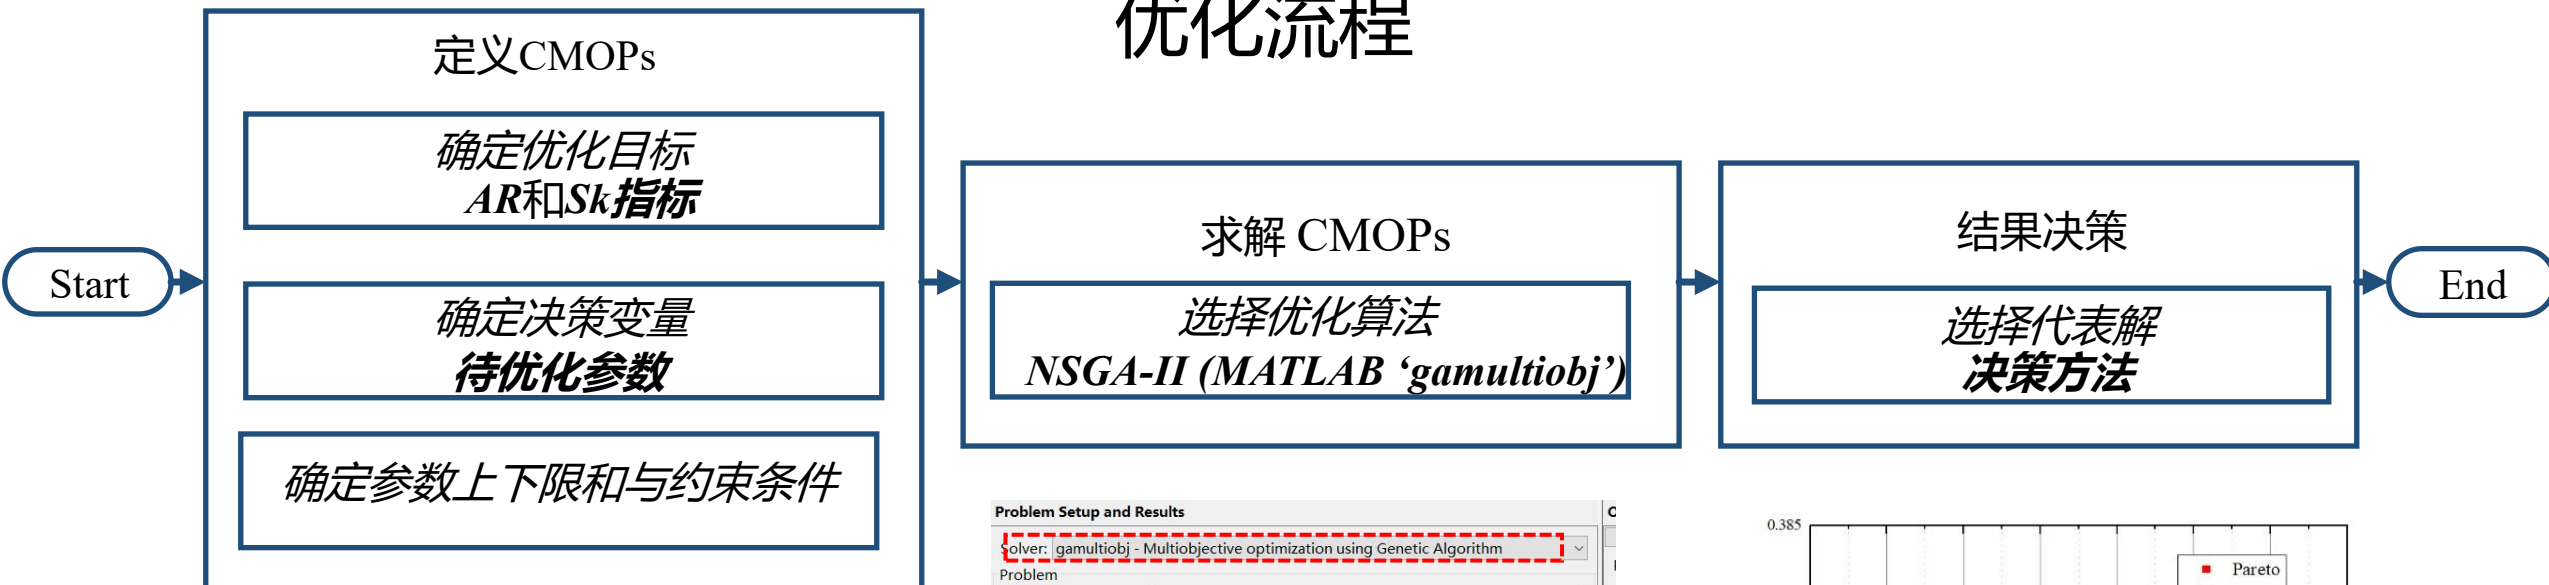 优化流程
Start
定义CMOPs
确定优化目标
AR和Sk指标
确定决策变量
待优化参数
确定参数上下限和与约束条件
求解 CMOPs
选择优化算法
NSGA-II (MATLAB ‘gamultiobj’)
结果决策
选择代表解
决策方法
End
Problem Setup and Results
Solver: gamultiobj - Multiobjective optimization using Genetic Algorithm
Problem
0.385
Pareto